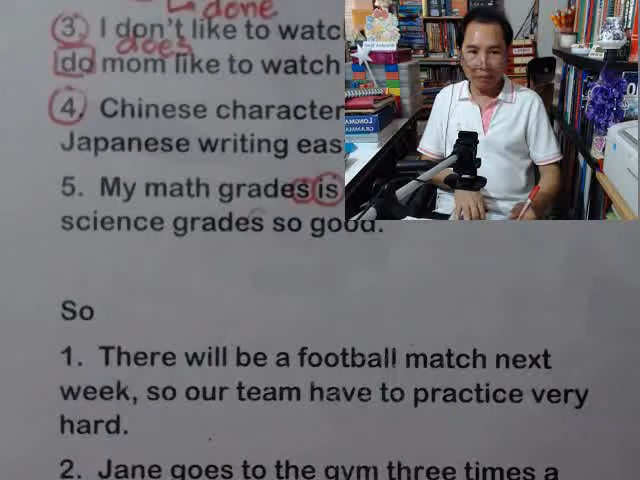 done
3. I don't like to watc
does
do mom like to watch
4. Chinese character
Japanese writing eas
5. My math grades is
science grades so good.
So
1. There will be a football match next
week, so our team have to practice very
hard.
2. Jane goes to the gym three times a
LONGMAN
GRAMMAR